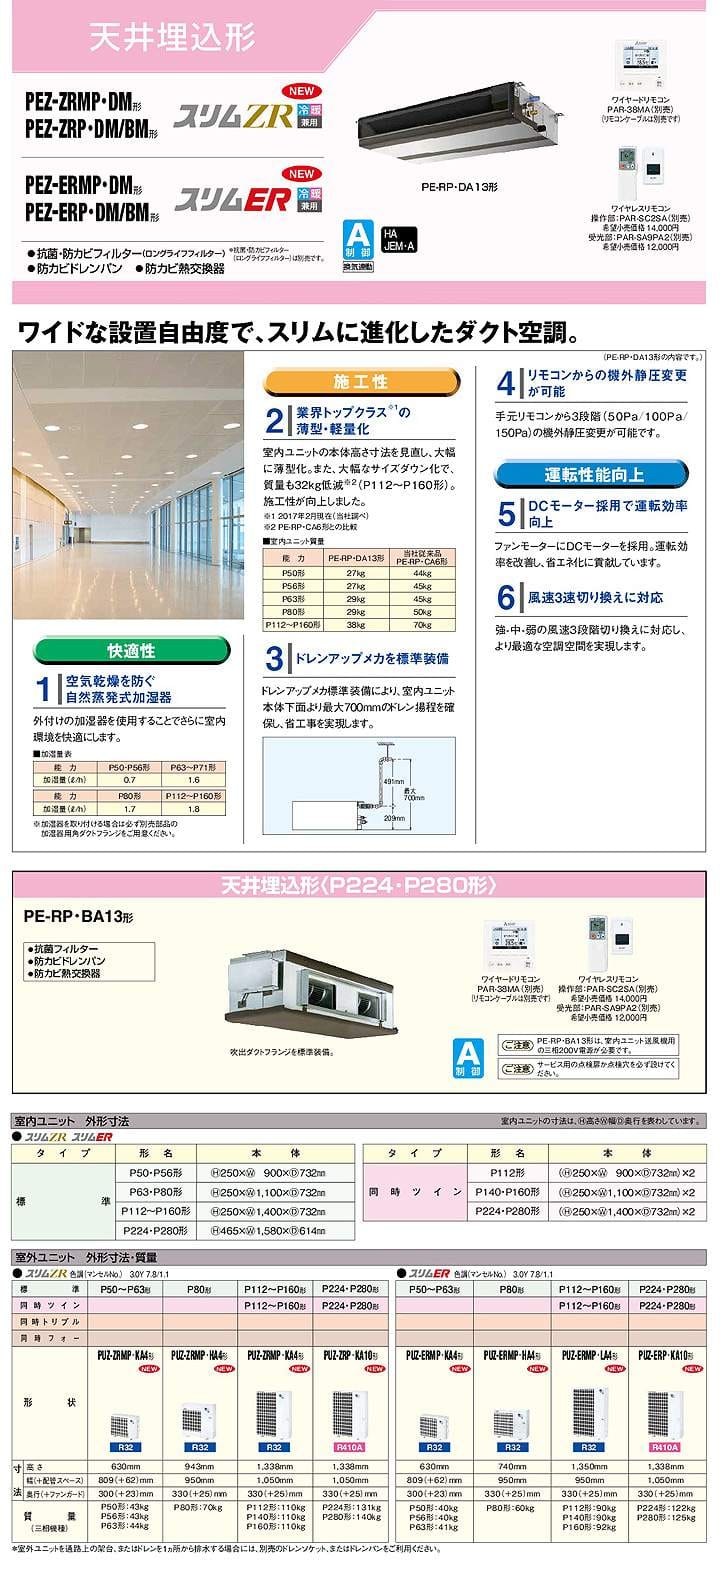 天井埋込形
PEZ-ZRMP・DM形
PEZ-ZRP・DM/BM形
スリムZR
NEW
冷暖兼用
PEZ-ERMP・DM形
PEZ-ERP・DM/BM形
スリムER
NEW
冷暖兼用
●抗菌・防カビフィルター(ロングライフフィルター)
*抗菌・防カビフィルター
(ロングライフフィルター)は別売です。
●防カビドレンパン ●防カビ熱交換器
PE-RP・DA13形
A制御
換気連動
HA
JEM-A
ワイヤードリモコン
PAR-38MA(別売)
(リモコンケーブルは別売です)
ワイヤレスリモコン
操作部:PAR-SC2SA(別売)
希望小売価格 14,000円
受光部:PAR-SA9PA2(別売)
希望小売価格 12,000円
ワイドな設置自由度で、スリムに進化したダクト空調。
(PE-RP・DA13形の内容です。)
快適性
1 空気乾燥を防ぐ
自然蒸発式加湿器
外付けの加湿器を使用することでさらに室内
環境を快適にします。
■加湿量表
能力 P50・P56形 P63〜P71形
加湿量(ℓ/h) 0.7 1.6
能力 P80形 P112〜P160形
加湿量(ℓ/h) 1.7 1.8
※加湿器を取り付ける場合は必ず別売部品の
加湿器用角ダクトフランジをご用意ください。
施工性
2 業界トップクラス※1の
薄型・軽量化
室内ユニットの本体高さ寸法を見直し、大幅
に薄型化。また、大幅なサイズダウン化で、
質量も32kg低減※2(P112〜P160形)。
施工性が向上しました。
※1 2017年2月現在(当社調べ)
※2 PE-RP・CA6形との比較
■室内ユニット質量
能力 PE-RP・DA13形 当社従来品 PE-RP・CA6形
P50形 27kg 44kg
P56形 27kg 45kg
P63形 29kg 45kg
P80形 29kg 50kg
P112〜P160形 38kg 70kg
3 ドレンアップメカを標準装備
ドレンアップメカ標準装備により、室内ユニット
本体下面より最大700mmのドレン揚程を確
保し、省工事を実現します。
491mm
最大
700mm
209mm
4 リモコンからの機外静圧変更
が可能
手元リモコンから3段階(50Pa/100Pa/
150Pa)の機外静圧変更が可能です。
運転性能向上
5 DCモーター採用で運転効率
向上
ファンモーターにDCモーターを採用。運転効
率を改善し、省エネ化に貢献しています。
6 風速3速切り換えに対応
強・中・弱の風速3段階切り換えに対応し、
より最適な空調空間を実現します。
天井埋込形〈P224・P280形〉
PE-RP・BA13形
●抗菌フィルター
●防カビドレンパン
●防カビ熱交換器
吹出ダクトフランジを標準装備。
ワイヤードリモコン
PAR-38MA(別売)
(リモコンケーブルは別売です)
ワイヤレスリモコン
操作部:PAR-SC2SA(別売)
希望小売価格 14,000円
受光部:PAR-SA9PA2(別売)
希望小売価格 12,000円
A制御
ご注意 PE-RP・BA13形は、室内ユニット送風機用
の三相200V電源が必要です。
ご注意 サービス用の点検扉か点検穴を必ず設けてく
ださい。
室内ユニット 外形寸法
室内ユニットの寸法は、Ⓗ高さⓌ幅Ⓓ奥行を表わしています。
●スリムZR スリムER
タイプ 形名 本体
標準
P50・P56形 Ⓗ250×Ⓦ 900×Ⓓ732㎜
P63・P80形 Ⓗ250×Ⓦ1,100×Ⓓ732㎜
P112〜P160形 Ⓗ250×Ⓦ1,400×Ⓓ732㎜
P224・P280形 Ⓗ465×Ⓦ1,580×Ⓓ614㎜
タイプ 形名 本体
同時ツイン
P112形 (Ⓗ250×Ⓦ 900×Ⓓ732㎜)×2
P140・P160形 (Ⓗ250×Ⓦ1,100×Ⓓ732㎜)×2
P224・P280形 (Ⓗ250×Ⓦ1,400×Ⓓ732㎜)×2
室外ユニット 外形寸法・質量
●スリムZR 色調(マンセルNo.) 3.0Y 7.8/1.1
標準 P50〜P63形 P80形 P112〜P160形 P224・P280形
同時ツイン P112〜P160形 P224・P280形
同時トリプル
同時フォー
形状
PUZ-ZRMP・KA4形 PUZ-ZRMP・HA4形 PUZ-ZRMP・KA4形 PUZ-ZRP・KA10形
NEW NEW NEW NEW
R32 R32 R32 R410A
寸法
高さ 630mm 943mm 1,338mm 1,338mm
幅(+配管スペース) 809(+62)mm 950mm 1,050mm 1,050mm
奥行(+ファンガード) 300(+23)mm 330(+25)mm 330(+25)mm 330(+25)mm
質量
(三相機種)
P50形:43kg P80形:70kg P112形:110kg P224形:131kg
P56形:43kg P140形:110kg P280形:140kg
P63形:44kg P160形:110kg
●スリムER 色調(マンセルNo.) 3.0Y 7.8/1.1
P50〜P63形 P80形 P112〜P160形 P224・P280形
P112〜P160形 P224・P280形
PUZ-ERMP・KA4形 PUZ-ERMP・HA4形 PUZ-ERMP・LA4形 PUZ-ERP・KA10形
NEW NEW NEW NEW
R32 R32 R32 R410A
630mm 740mm 1,350mm 1,338mm
809(+62)mm 950mm 950mm 1,050mm
300(+23)mm 330(+25)mm 330(+25)mm 330(+25)mm
P50形:40kg P80形:60kg P112形:90kg P224形:122kg
P56形:40kg P140形:90kg P280形:125kg
P63形:41kg P160形:92kg
*室外ユニットを通路上の架台、またはドレンを1ヵ所から排水する場合には、別売のドレンソケット、またはドレンパンをご利用ください。